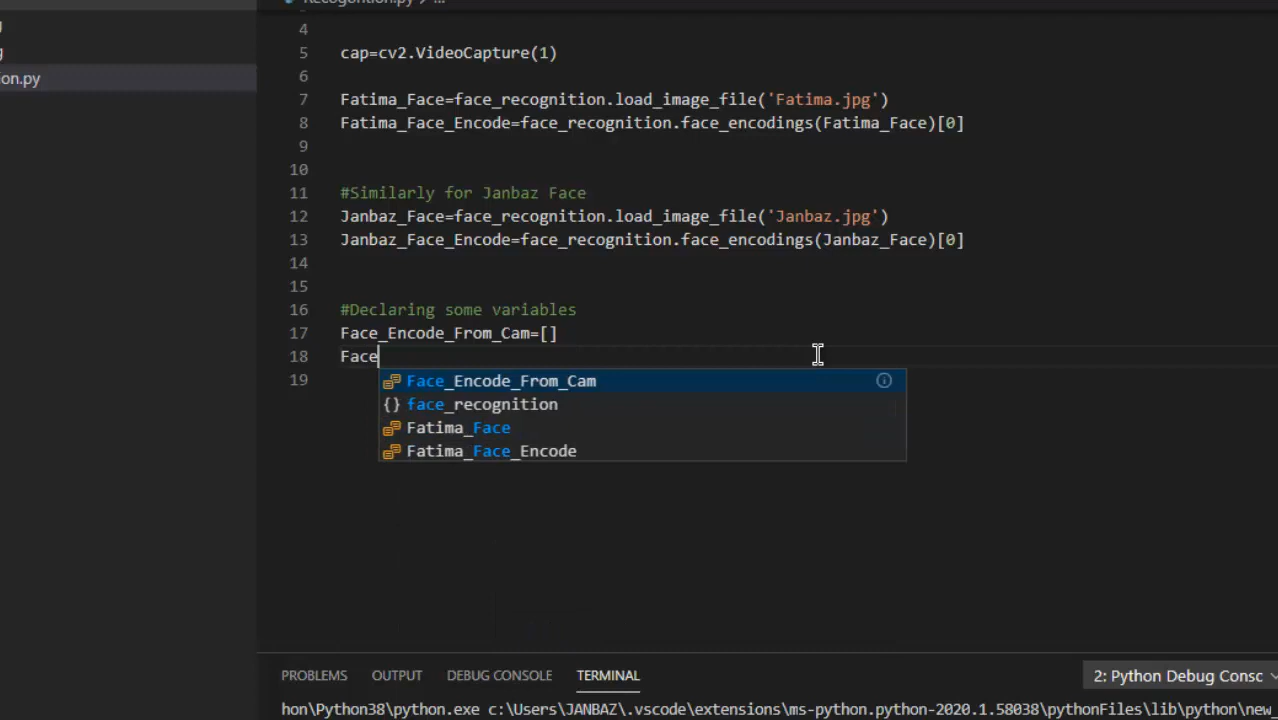 Recogontion.py > ...
g
g
on.py
4
5 cap=cv2.VideoCapture(1)
6
7 Fatima_Face=face_recognition.load_image_file('Fatima.jpg')
8 Fatima_Face_Encode=face_recognition.face_encodings(Fatima_Face)[0]
9
10
11 #Similarly for Janbaz Face
12 Janbaz_Face=face_recognition.load_image_file('Janbaz.jpg')
13 Janbaz_Face_Encode=face_recognition.face_encodings(Janbaz_Face)[0]
14
15
16 #Declaring some variables
17 Face_Encode_From_Cam=[]
18 Face
19
Face_Encode_From_Cam
{} face_recognition
Fatima_Face
Fatima_Face_Encode
PROBLEMS OUTPUT DEBUG CONSOLE TERMINAL 2: Python Debug Consc
hon\Python38\python.exe c:\Users\JANBAZ\.vscode\extensions\ms-python.python-2020.1.58038\pythonFiles\lib\python\new